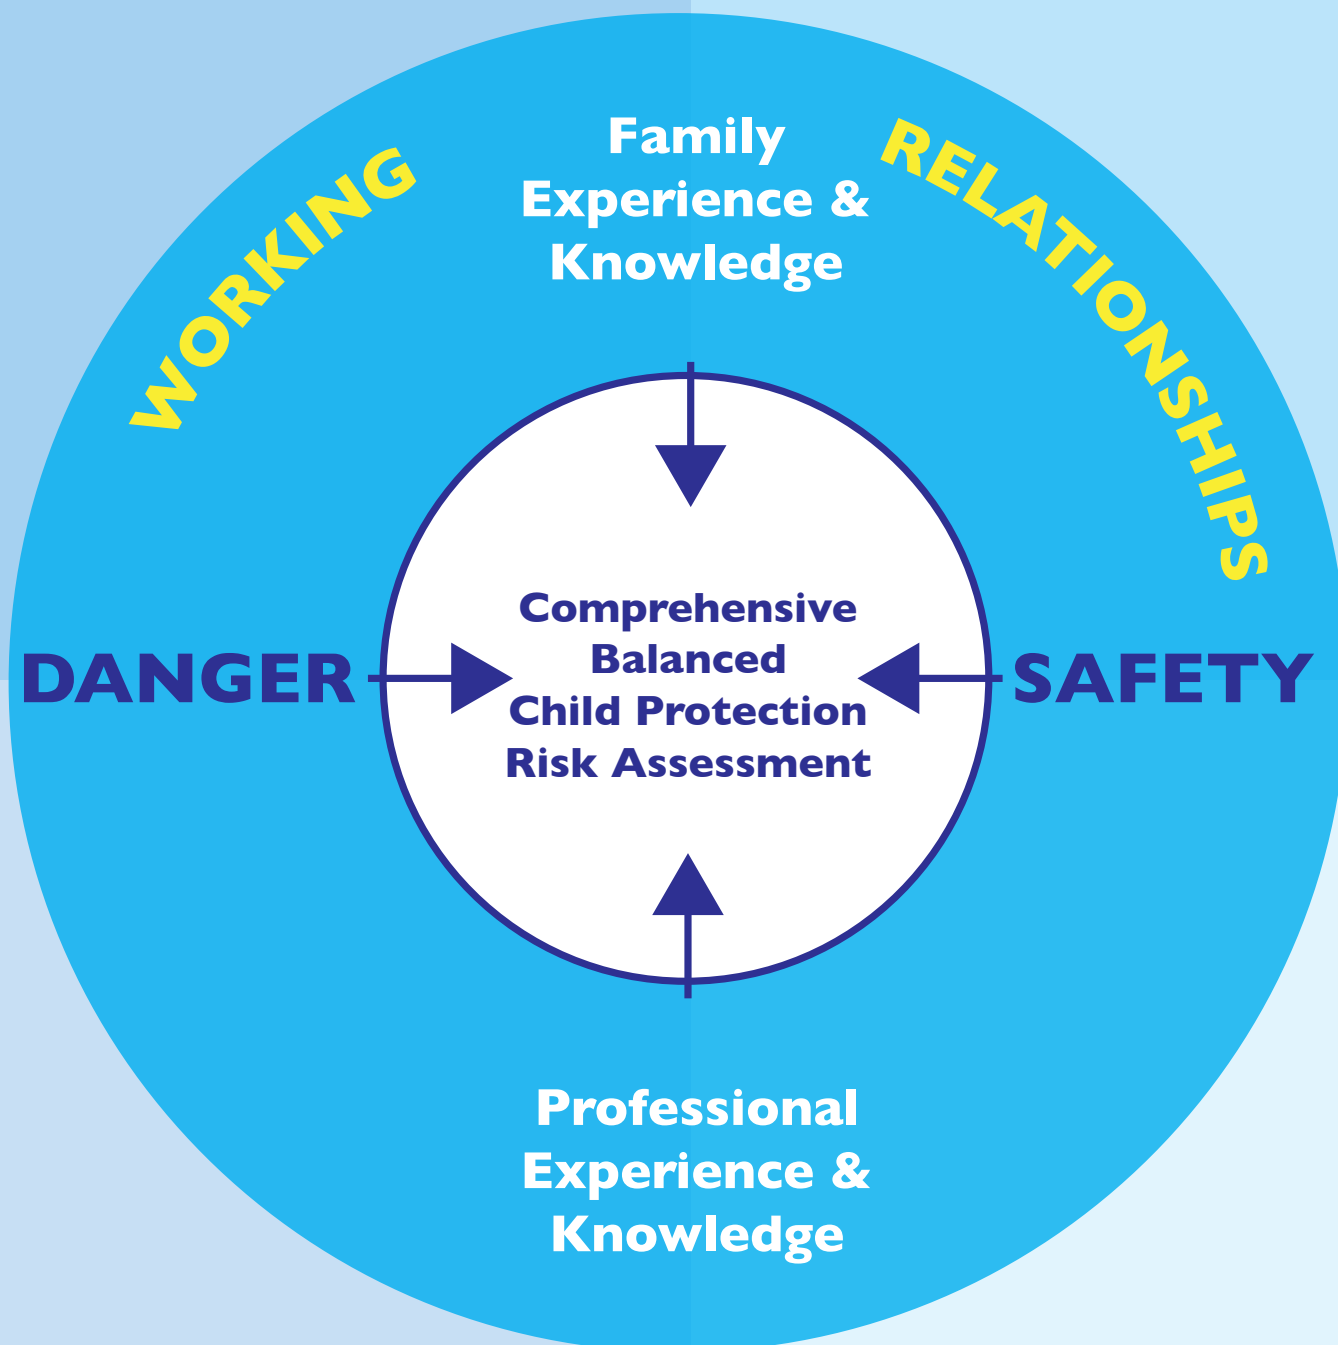 WORKING
Family
Experience &
Knowledge
RELATIONSHIPS
DANGER
Comprehensive
Balanced
Child Protection
Risk Assessment
SAFETY
Professional
Experience &
Knowledge